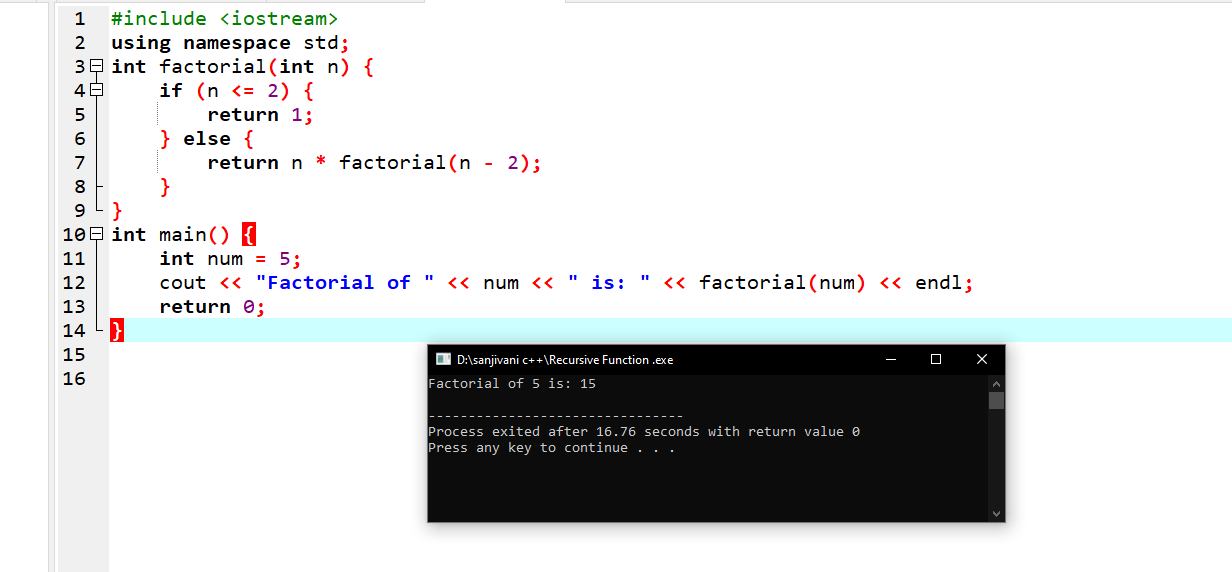 1 #include <iostream>
2 using namespace std;
3 int factorial(int n) {
4     if (n <= 2) {
5         return 1;
6     } else {
7         return n * factorial(n - 2);
8     }
9 }
10 int main() {
11     int num = 5;
12     cout << "Factorial of " << num << " is: " << factorial(num) << endl;
13     return 0;
14 }
15
16
D:\sanjivani c++\Recursive Function .exe
Factorial of 5 is: 15
--------------------------------
Process exited after 16.76 seconds with return value 0
Press any key to continue . . .